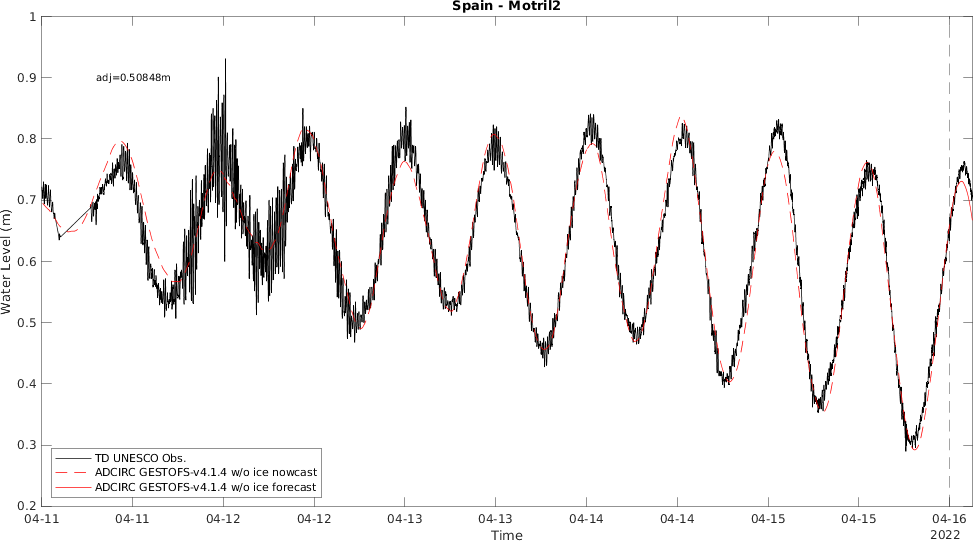 Spain - Motril2
1
0.9
0.8
0.7
0.6
0.5
0.4
0.3
0.2
Water Level (m)
adj=0.50848m
TD UNESCO Obs.
ADCIRC GESTOFS-v4.1.4 w/o ice nowcast
ADCIRC GESTOFS-v4.1.4 w/o ice forecast
04-11 04-11 04-12 04-12 04-13 04-13 04-14 04-14 04-15 04-15 04-16
Time 2022